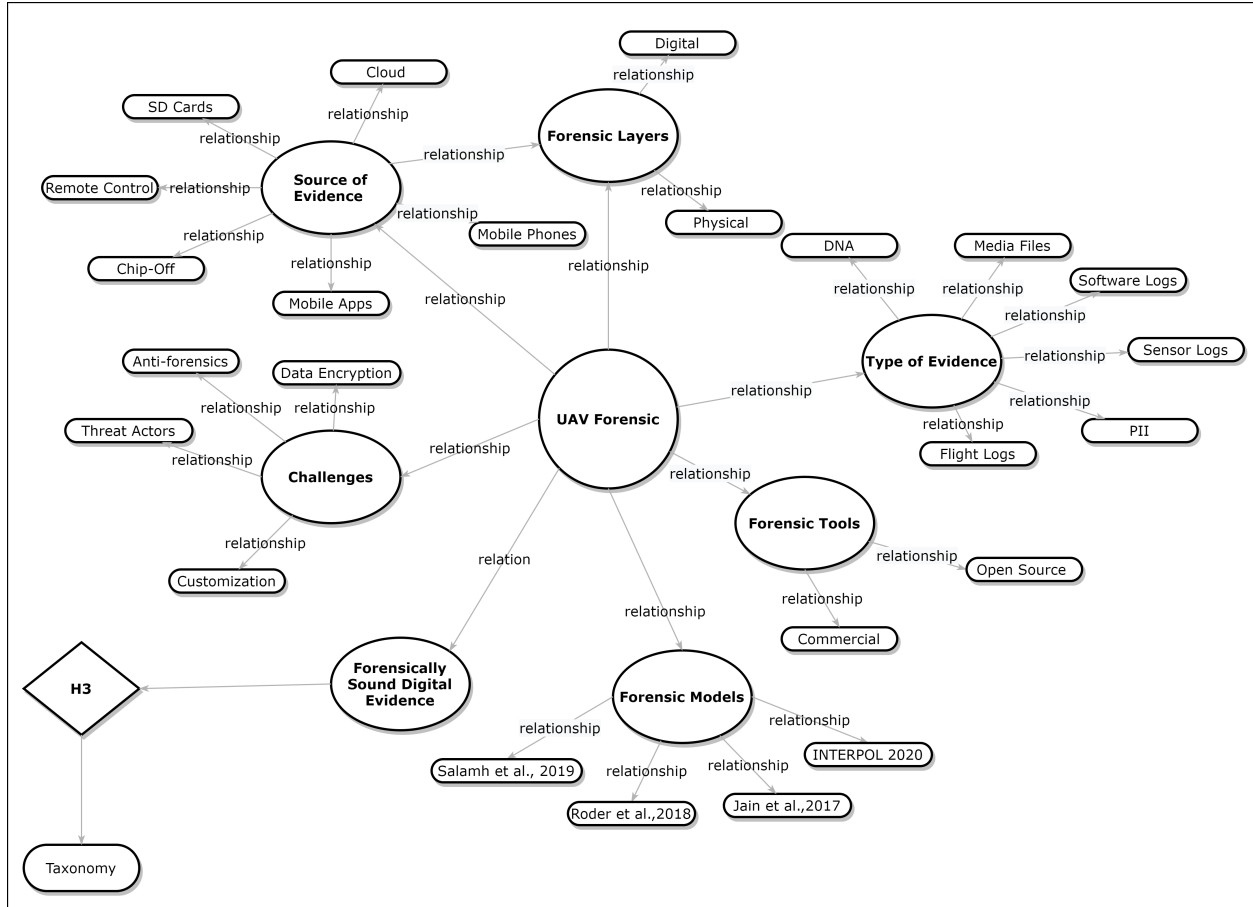 Digital
relationship
Cloud
relationship
SD Cards
relationship
Forensic Layers
relationship
Source of
Evidence
Remote Control
relationship
relationship
Physical
relationship
Mobile Phones
relationship
Chip-Off
relationship
Mobile Apps
relationship
relationship
DNA
relationship
Media Files
relationship
Software Logs
relationship
Type of Evidence
relationship
Sensor Logs
relationship
PII
relationship
Flight Logs
relationship
Anti-forensics
relationship
Data Encryption
relationship
Threat Actors
relationship
Challenges
relationship
UAV Forensic
relationship
Forensic Tools
relationship
Open Source
relationship
Commercial
relationship
Customization
relation
relationship
H3
Forensically
Sound Digital
Evidence
Forensic Models
relationship
relationship
relationship
relationship
INTERPOL 2020
Salamh et al., 2019
Roder et al.,2018
Jain et al.,2017
Taxonomy